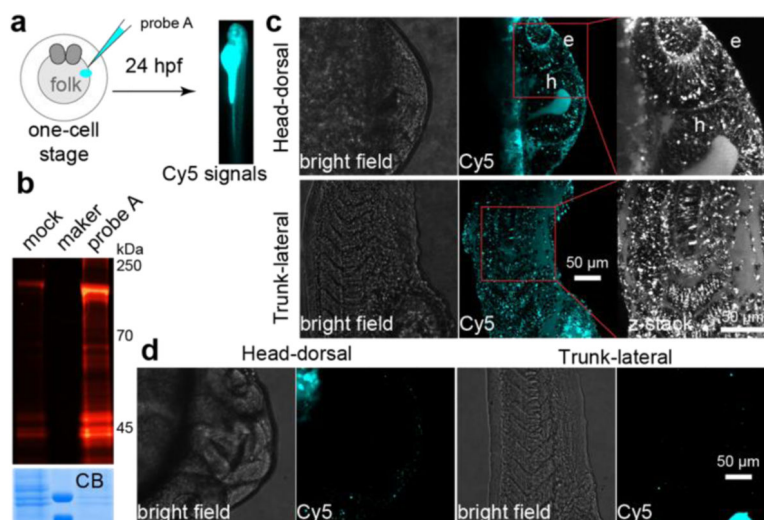 a
probe A
folk
24 hpf
one-cell
stage
Cy5 signals
b
mock
maker
probe A
kDa
250
70
45
CB
c
Head-dorsal
bright field
e
h
Cy5
e
h
Trunk-lateral
bright field
Cy5
50 µm
z-stack
50 µm
d
Head-dorsal
Trunk-lateral
bright field
Cy5
bright field
50 µm
Cy5